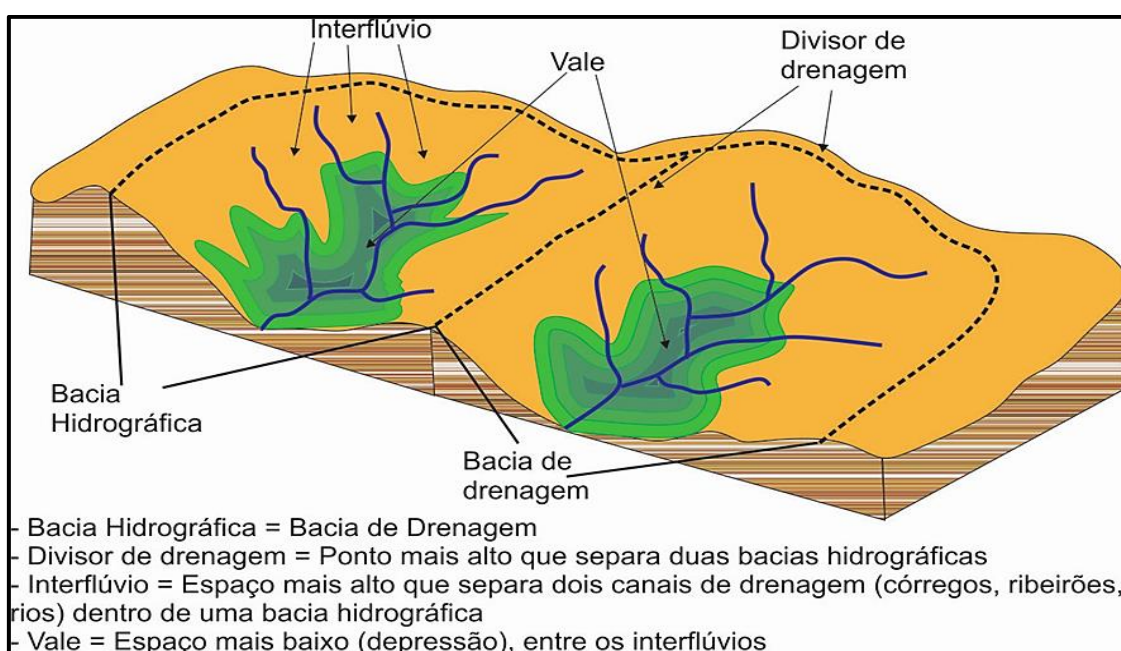 Interflúvio
Vale
Divisor de
drenagem
Bacia
Hidrográfica
Bacia de
drenagem
- Bacia Hidrográfica = Bacia de Drenagem
- Divisor de drenagem = Ponto mais alto que separa duas bacias hidrográficas
- Interflúvio = Espaço mais alto que separa dois canais de drenagem (córregos, ribeirões,
rios) dentro de uma bacia hidrográfica
- Vale = Espaço mais baixo (depressão), entre os interflúvios